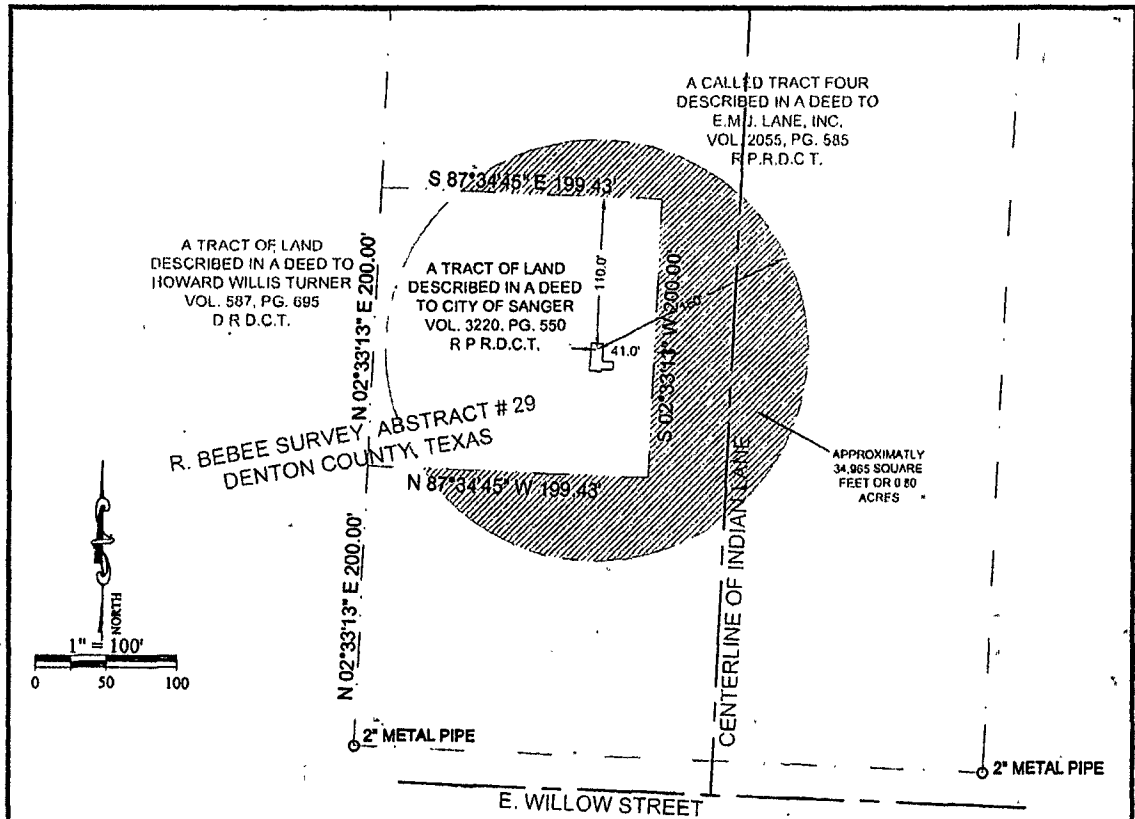 A CALLED TRACT FOUR
DESCRIBED IN A DEED TO
E.M.J. LANE, INC.
VOL. 2055, PG. 585
R.P.R.D.C.T.
S 87°34'45" E 199.43'
A TRACT OF LAND
DESCRIBED IN A DEED TO
HOWARD WILLIS TURNER
VOL. 587, PG. 695
D R D.C.T.
N 02°33'13" E 200.00'
A TRACT OF LAND
DESCRIBED IN A DEED
TO CITY OF SANGER
VOL. 3220, PG. 550
R P R.D.C.T.
110.0'
150'
41.0'
S 02°33'13" W 200.00'
R. BEBEE SURVEY ABSTRACT # 29
DENTON COUNTY, TEXAS
N 87°34'45" W 199.43'
APPROXIMATLY
34,965 SQUARE
FEET OR 0 80
ACRES
CENTERLINE OF INDIAN LANE
N 02°33'13" E 200.00'
NORTH
1" = 100'
0 50 100
2" METAL PIPE
2" METAL PIPE
E. WILLOW STREET